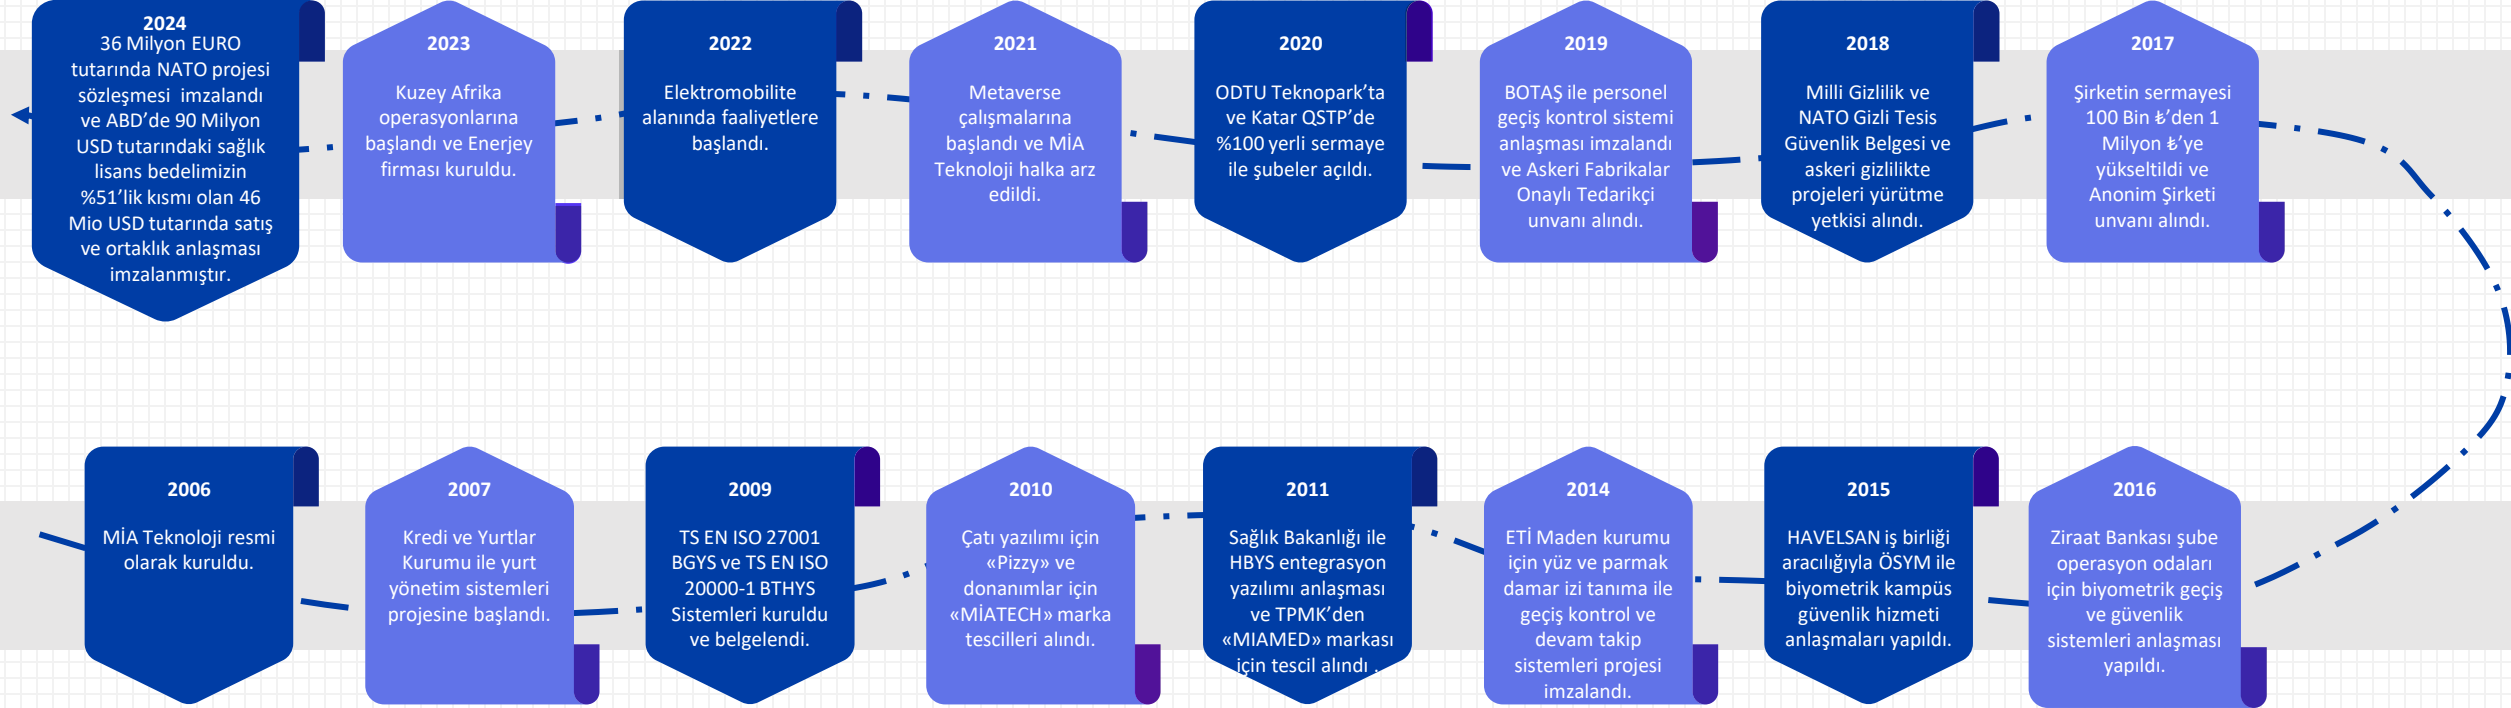 2024
36 Milyon EURO
tutarında NATO projesi
sözleşmesi imzalandı
ve ABD’de 90 Milyon
USD tutarındaki sağlık
lisans bedelimizin
%51’lik kısmı olan 46
Mio USD tutarında satış
ve ortaklık anlaşması
imzalanmıştır.
2023
Kuzey Afrika
operasyonlarına
başlandı ve Enerjey
firması kuruldu.
2022
Elektromobilite
alanında faaliyetlere
başlandı.
2021
Metaverse
çalışmalarına
başlandı ve MİA
Teknoloji halka arz
edildi.
2020
ODTU Teknopark’ta
ve Katar QSTP’de
%100 yerli sermaye
ile şubeler açıldı.
2019
BOTAŞ ile personel
geçiş kontrol sistemi
anlaşması imzalandı
ve Askeri Fabrikalar
Onaylı Tedarikçi
unvanı alındı.
2018
Milli Gizlilik ve
NATO Gizli Tesis
Güvenlik Belgesi ve
askeri gizlilikte
projeleri yürütme
yetkisi alındı.
2017
Şirketin sermayesi
100 Bin ₺’den 1
Milyon ₺’ye
yükseltildi ve
Anonim Şirketi
unvanı alındı.
2006
MİA Teknoloji resmi
olarak kuruldu.
2007
Kredi ve Yurtlar
Kurumu ile yurt
yönetim sistemleri
projesine başlandı.
2009
TS EN ISO 27001
BGYS ve TS EN ISO
20000-1 BTHYS
Sistemleri kuruldu
ve belgelendi.
2010
Çatı yazılımı için
«Pizzy» ve
donanımlar için
«MİATECH» marka
tescilleri alındı.
2011
Sağlık Bakanlığı ile
HBYS entegrasyon
yazılımı anlaşması
ve TPMK’den
«MIAMED» markası
için tescil alındı .
2014
ETİ Maden kurumu
için yüz ve parmak
damar izi tanıma ile
geçiş kontrol ve
devam takip
sistemleri projesi
imzalandı.
2015
HAVELSAN iş birliği
aracılığıyla ÖSYM ile
biyometrik kampüs
güvenlik hizmeti
anlaşmaları yapıldı.
2016
Ziraat Bankası şube
operasyon odaları
için biyometrik geçiş
ve güvenlik
sistemleri anlaşması
yapıldı.